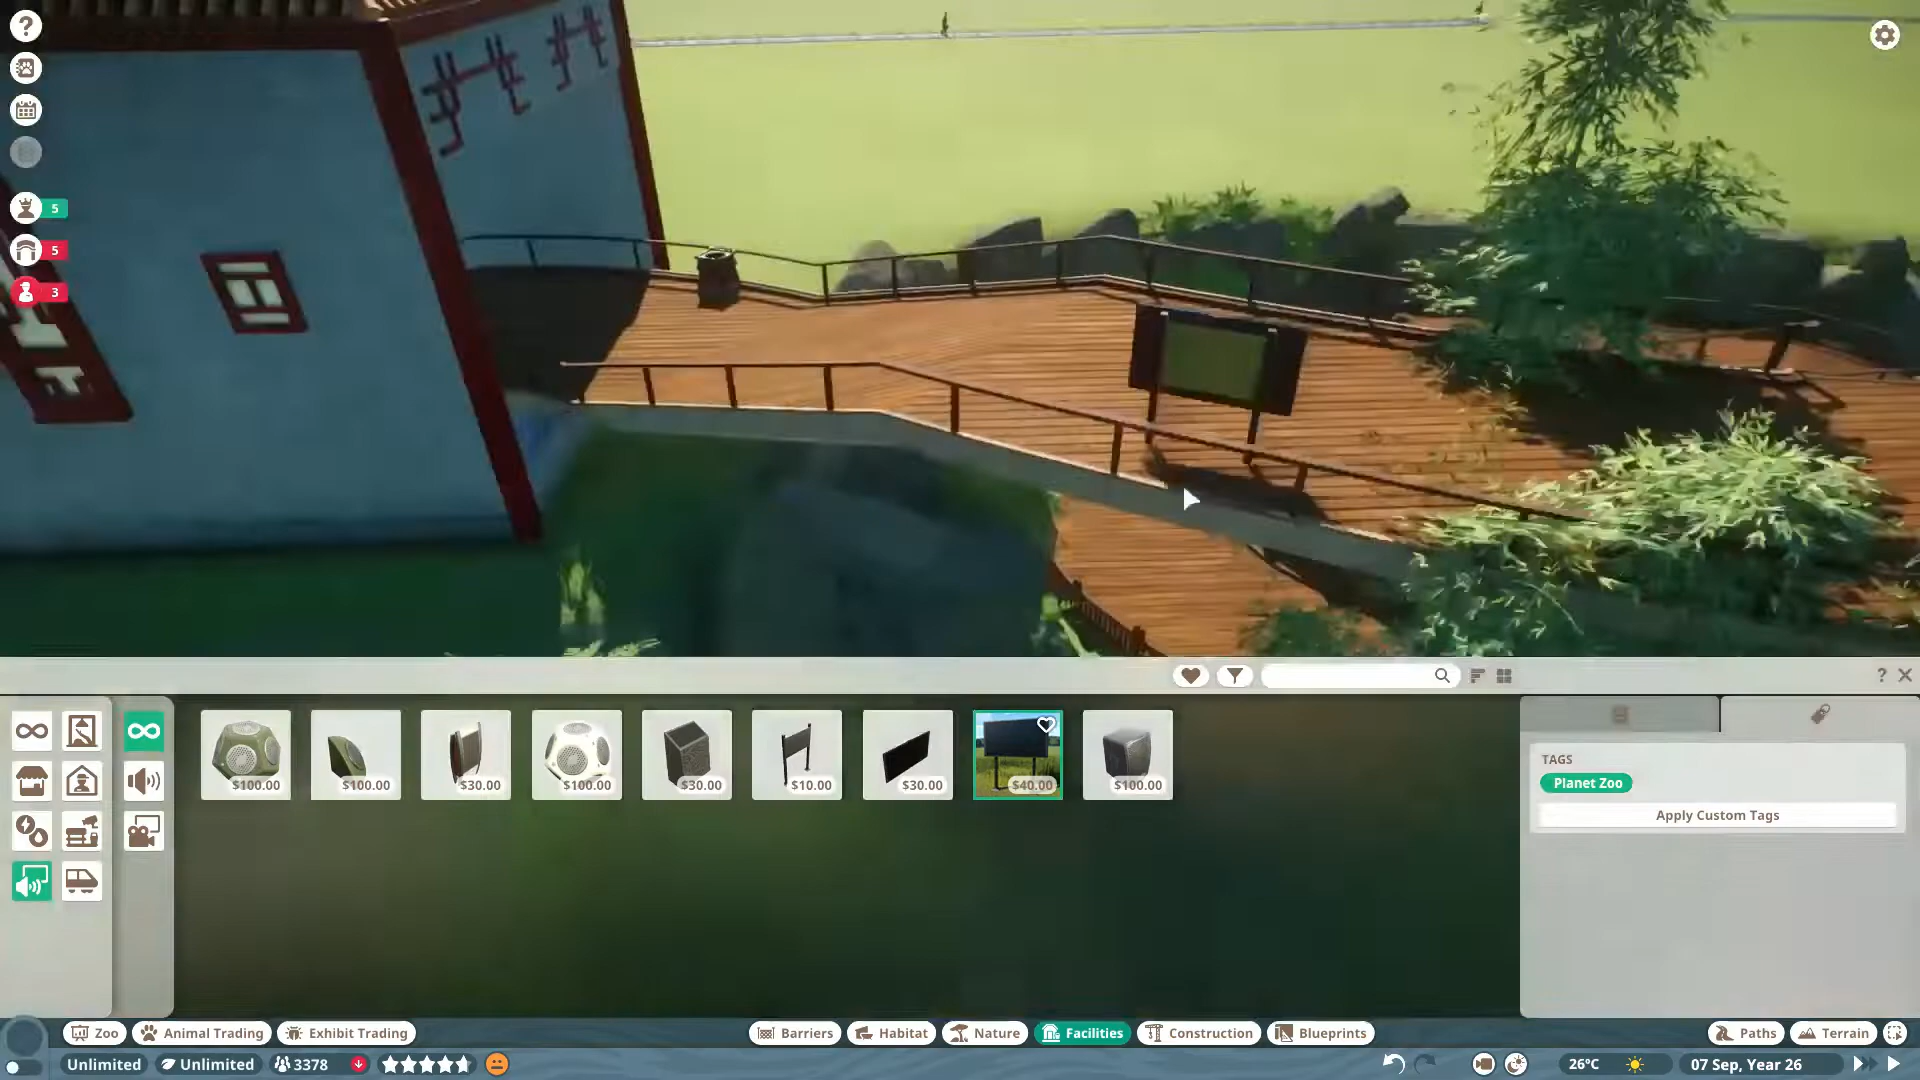 ?
5
5
3
? ×
$100.00 $100.00 $30.00 $100.00 $30.00 $10.00 $30.00 $40.00 $100.00
TAGS
Planet Zoo
Apply Custom Tags
Zoo Animal Trading Exhibit Trading Barriers Habitat Nature Facilities Construction Blueprints Paths Terrain
Unlimited Unlimited 3378 26°C 07 Sep, Year 26